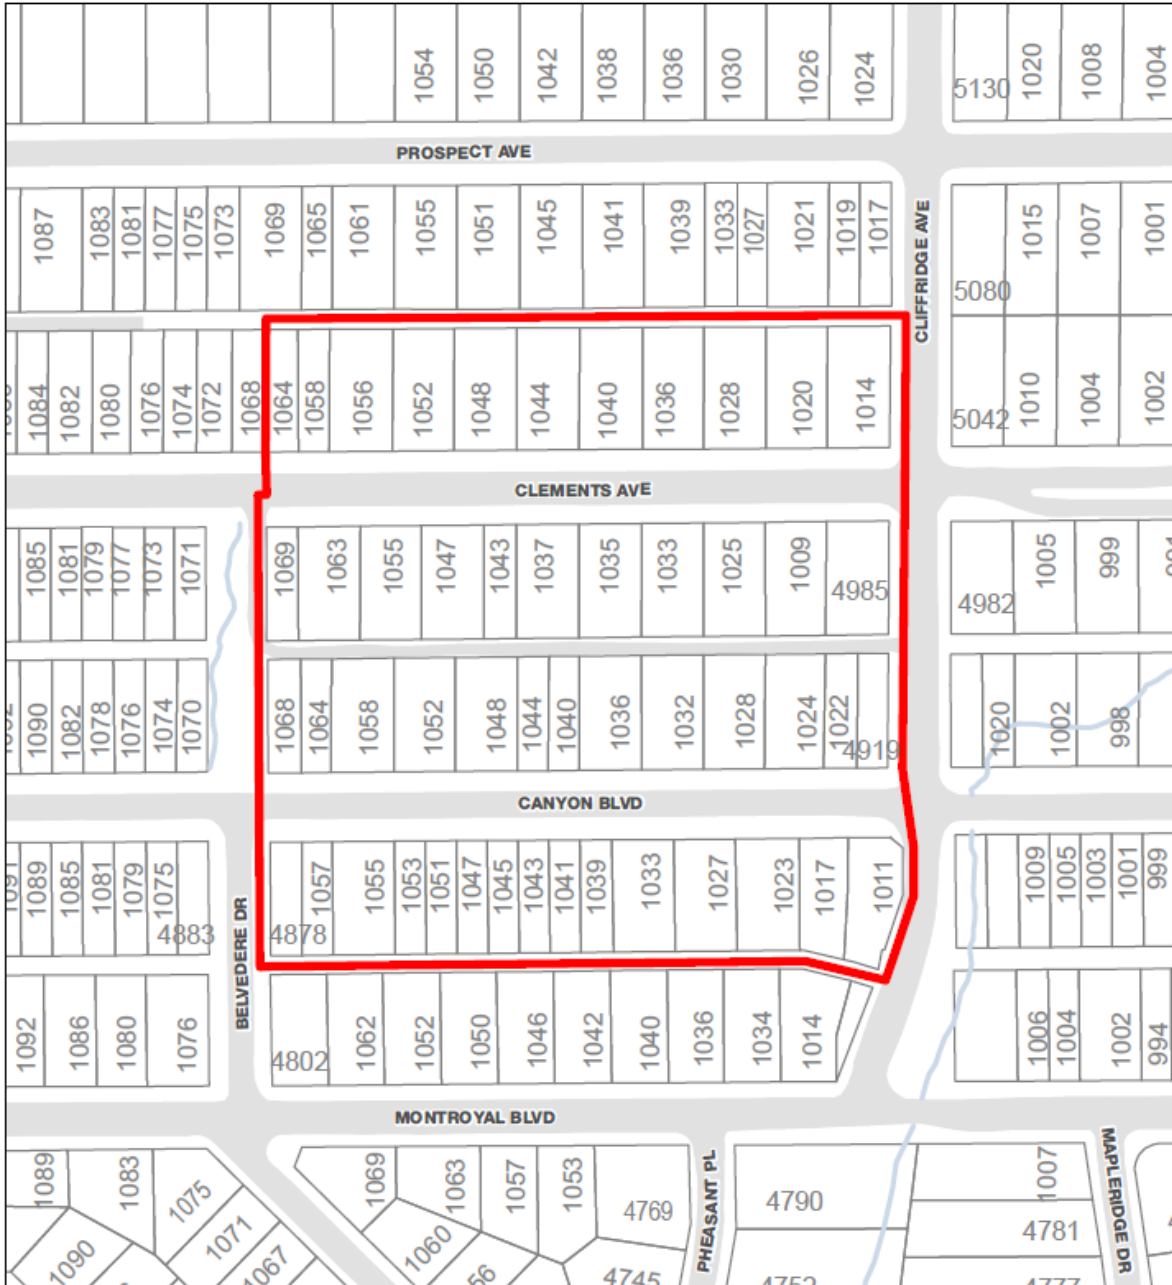 1054 1050 1042 1038 1036 1030 1026 1024 5130 1020 1008 1004
PROSPECT AVE
1087 1083 1081 1077 1075 1073 1069 1065 1061 1055 1051 1045 1041 1039 1033 1027 1021 1019 1017 1015 1007 1001
CLIFFRIDGE AVE
5080
1084 1082 1080 1076 1074 1072 1068 1064 1058 1056 1052 1048 1044 1040 1036 1028 1020 1014 5042 1010 1004 1002
CLEMENTS AVE
1085 1081 1079 1077 1073 1071 1069 1063 1055 1047 1043 1037 1035 1033 1025 1009 4985 4982 1005 999
1090 1082 1078 1076 1074 1070 1068 1064 1058 1052 1048 1044 1040 1036 1032 1028 1024 1022 4919 1020 1002 998
CANYON BLVD
1089 1085 1081 1079 1075 4883 4878 1057 1055 1053 1051 1047 1045 1043 1041 1039 1033 1027 1023 1017 1011 1009 1005 1003 1001 999
BELVEDERE DR
1092 1086 1080 1076 4802 1062 1052 1050 1046 1042 1040 1036 1034 1014 1006 1004 1002 994
MONTROYAL BLVD
1089 1083 1075 1069 1063 1057 1053 4769 4790 1007
PHEASANT PL
MAPLERIDGE DR
1090 1071 1067 1060 4745 4781